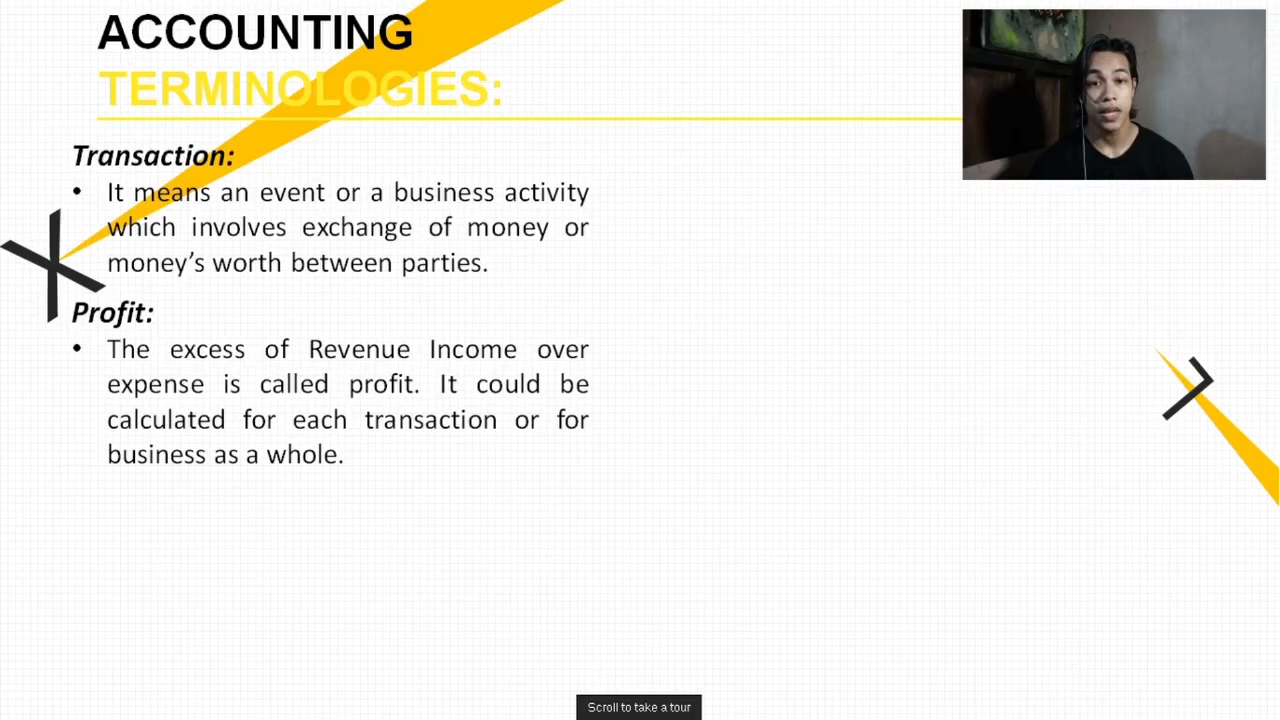 ACCOUNTING
TERMINOLOGIES:
Transaction:
• It means an event or a business activity
which involves exchange of money or
money’s worth between parties.
Profit:
• The excess of Revenue Income over
expense is called profit. It could be
calculated for each transaction or for
business as a whole.
Scroll to take a tour